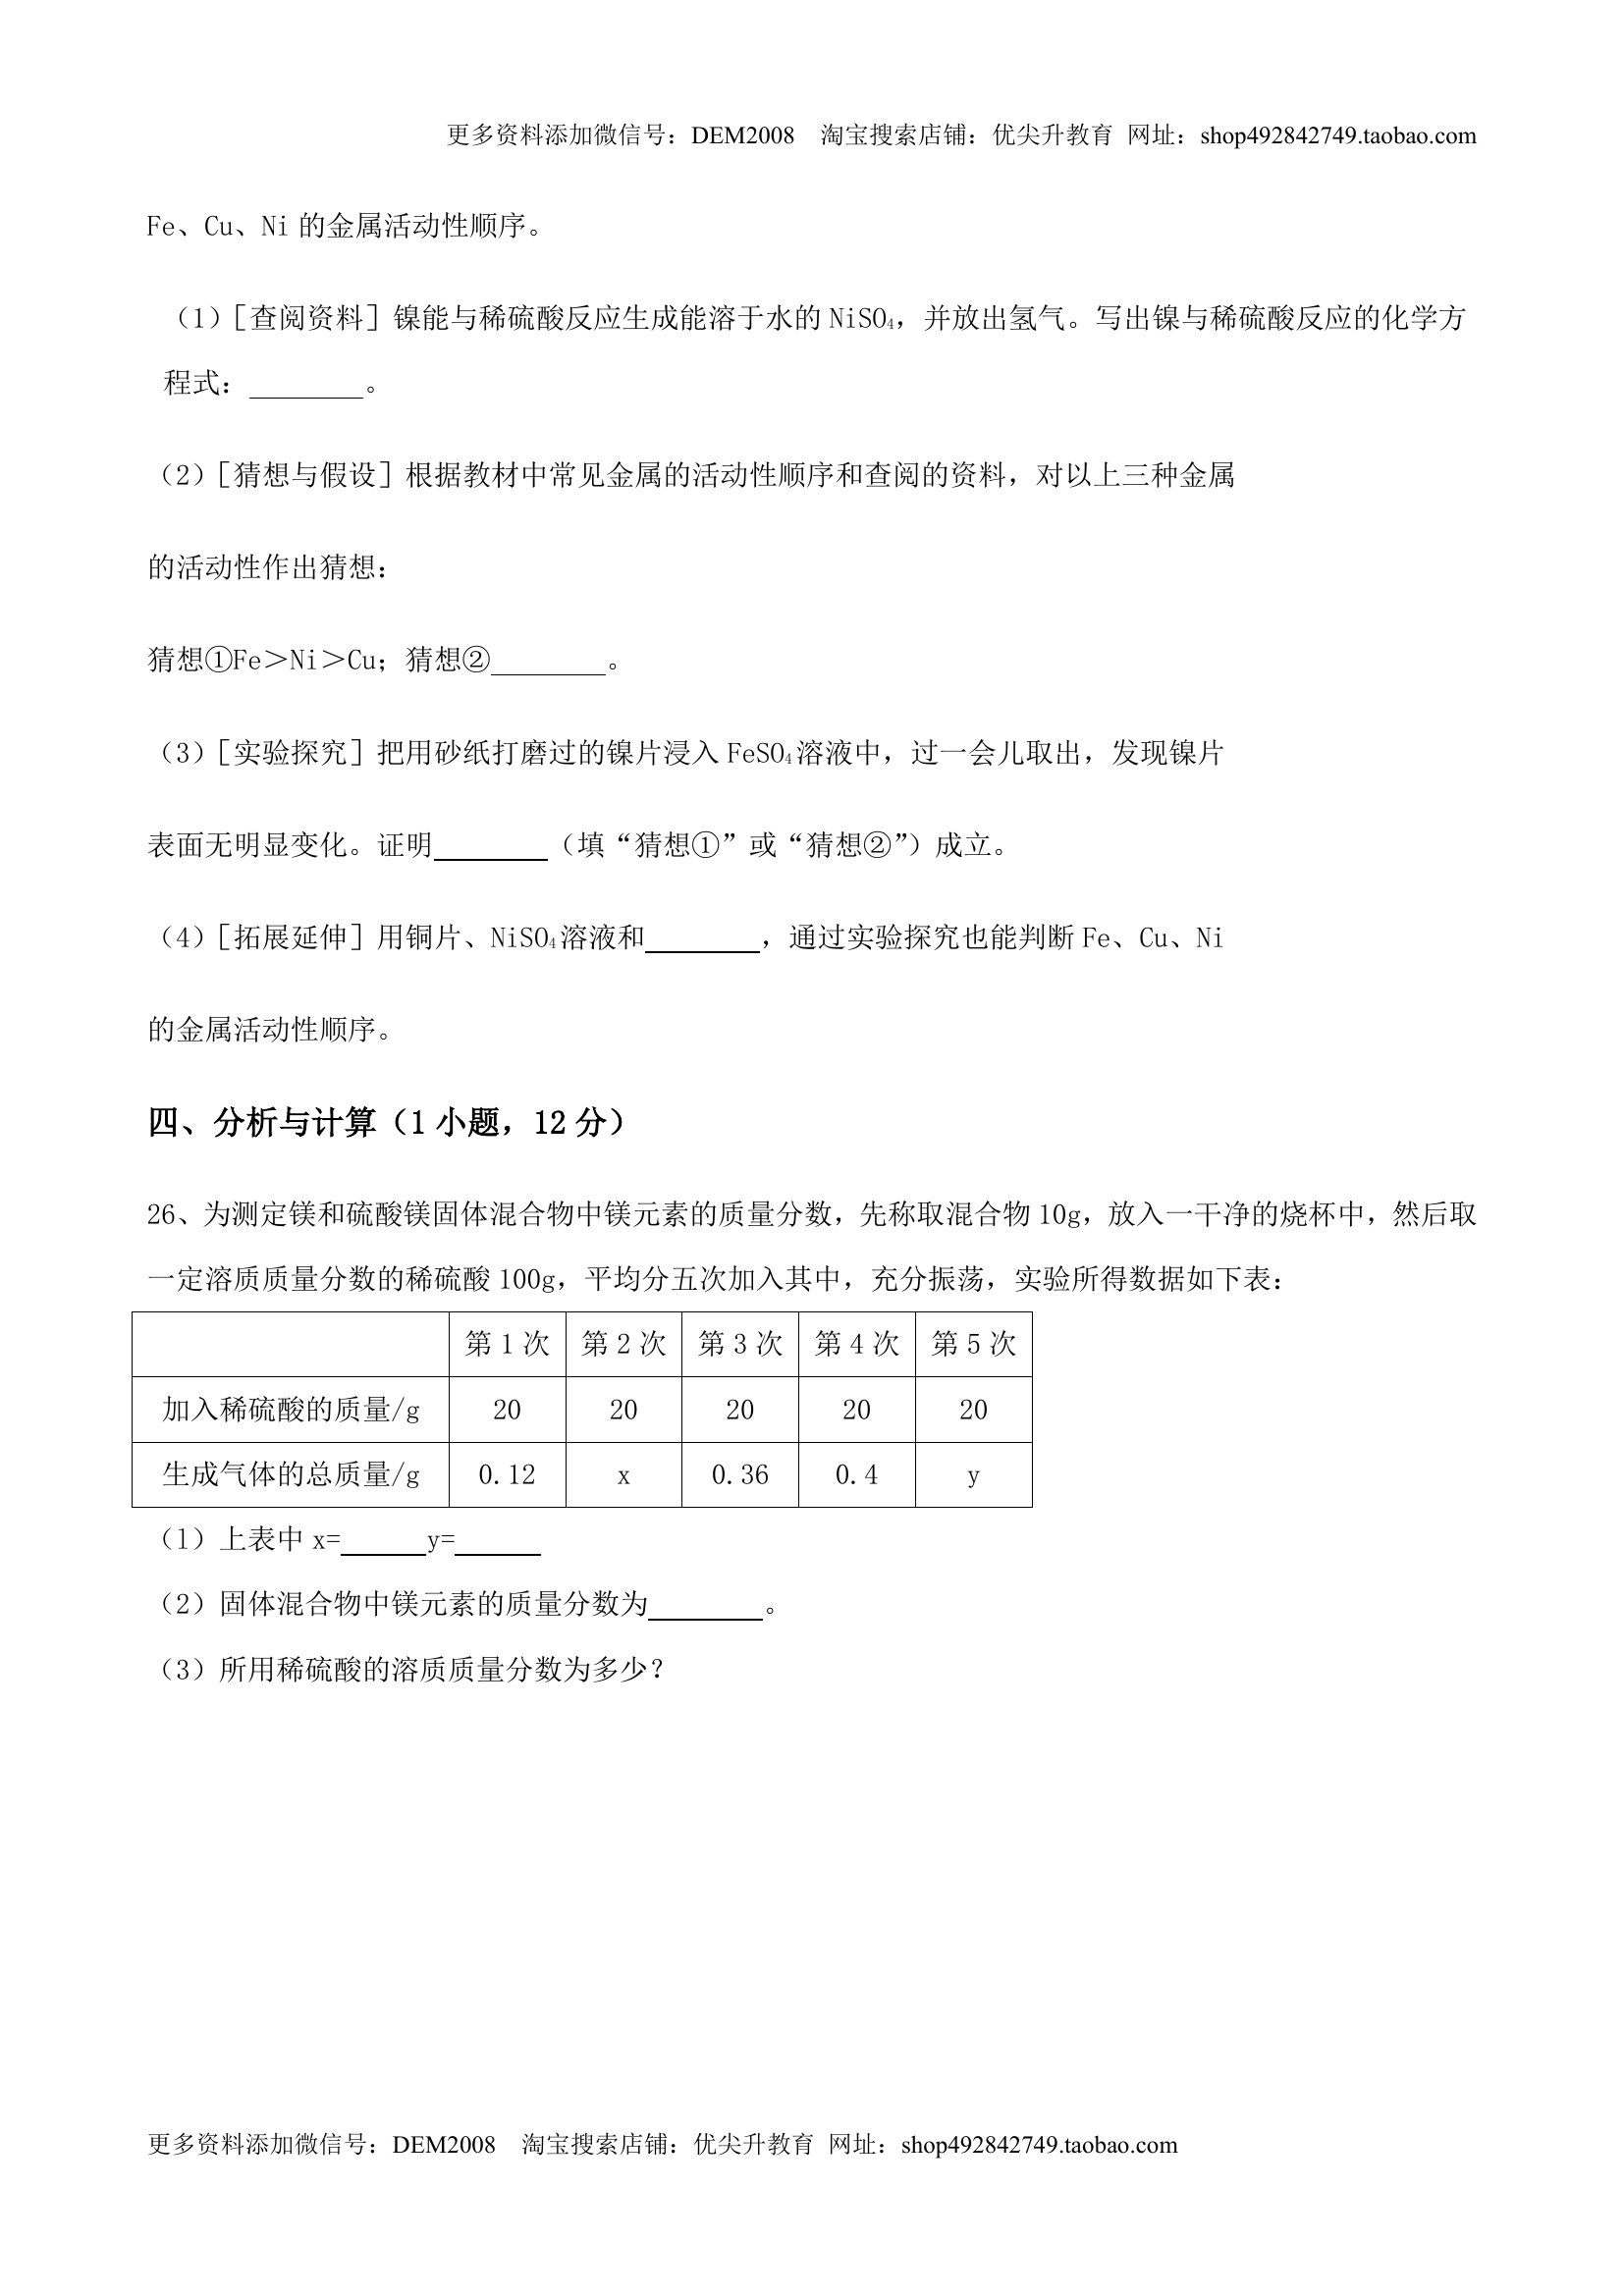 更多资料添加微信号：DEM2008 淘宝搜索店铺：优尖升教育 网址：shop492842749.taobao.com
Fe、Cu、Ni 的金属活动性顺序。
（1）［查阅资料］镍能与稀硫酸反应生成能溶于水的 NiSO₄，并放出氢气。写出镍与稀硫酸反应的化学方
程式：________。
（2）［猜想与假设］根据教材中常见金属的活动性顺序和查阅的资料，对以上三种金属
的活动性作出猜想：
猜想①Fe＞Ni＞Cu；猜想②________。
（3）［实验探究］把用砂纸打磨过的镍片浸入 FeSO₄ 溶液中，过一会儿取出，发现镍片
表面无明显变化。证明________（填“猜想①”或“猜想②”）成立。
（4）［拓展延伸］用铜片、NiSO₄ 溶液和________，通过实验探究也能判断 Fe、Cu、Ni
的金属活动性顺序。
四、分析与计算（1 小题，12 分）
26、为测定镁和硫酸镁固体混合物中镁元素的质量分数，先称取混合物 10g，放入一干净的烧杯中，然后取
一定溶质质量分数的稀硫酸 100g，平均分五次加入其中，充分振荡，实验所得数据如下表：
第 1 次 第 2 次 第 3 次 第 4 次 第 5 次
加入稀硫酸的质量/g 20 20 20 20 20
生成气体的总质量/g 0.12 x 0.36 0.4 y
（1）上表中 x=______y=______
（2）固体混合物中镁元素的质量分数为________。
（3）所用稀硫酸的溶质质量分数为多少？
更多资料添加微信号：DEM2008 淘宝搜索店铺：优尖升教育 网址：shop492842749.taobao.com